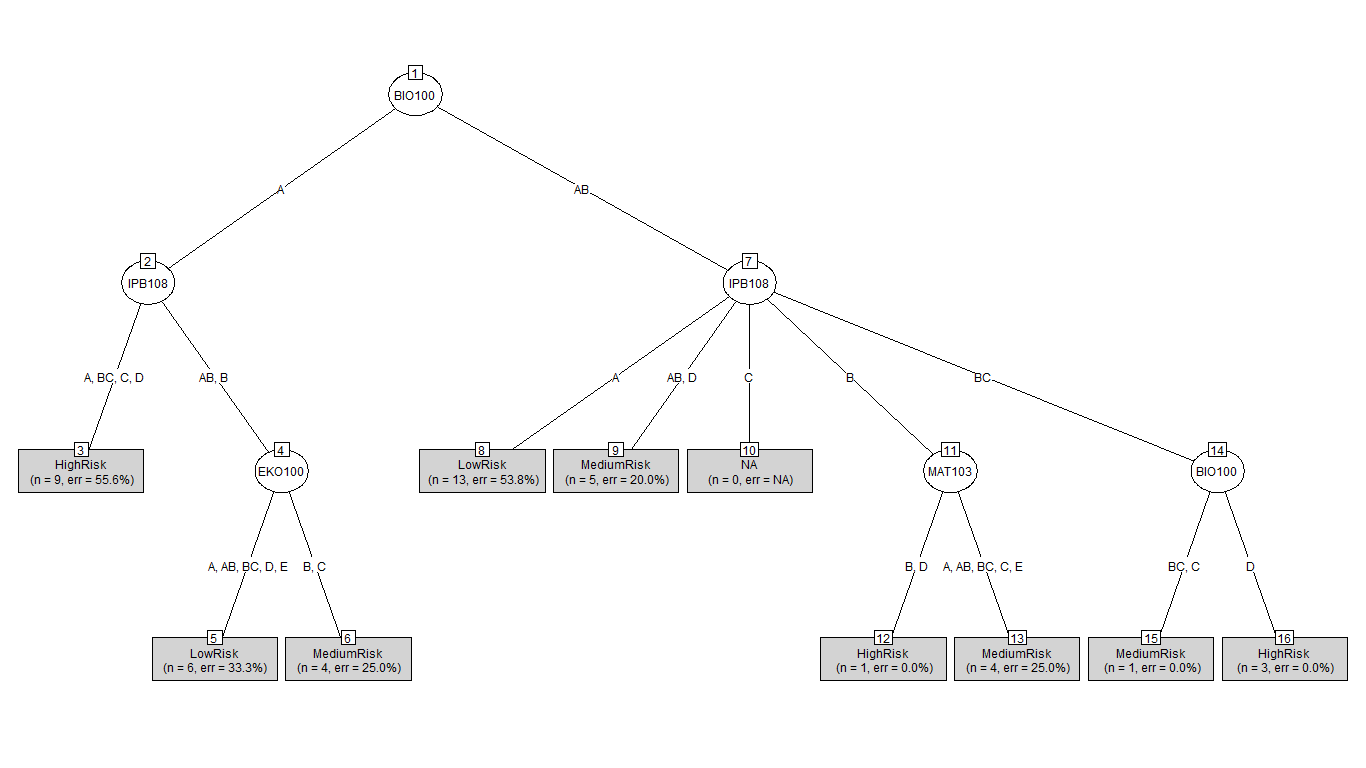 1
BIO100
A
AB
2
IPB108
7
IPB108
A, BC, C, D
AB, B
A
AB, D
C
B
BC
3
HighRisk
(n = 9, err = 55.6%)
4
EKO100
8
LowRisk
(n = 13, err = 53.8%)
9
MediumRisk
(n = 5, err = 20.0%)
10
NA
(n = 0, err = NA)
11
MAT103
14
BIO100
A, AB, BC, D, E
B, C
B, D
A, AB, BC, C, E
BC, C
D
5
LowRisk
(n = 6, err = 33.3%)
6
MediumRisk
(n = 4, err = 25.0%)
12
HighRisk
(n = 1, err = 0.0%)
13
MediumRisk
(n = 4, err = 25.0%)
15
MediumRisk
(n = 1, err = 0.0%)
16
HighRisk
(n = 3, err = 0.0%)